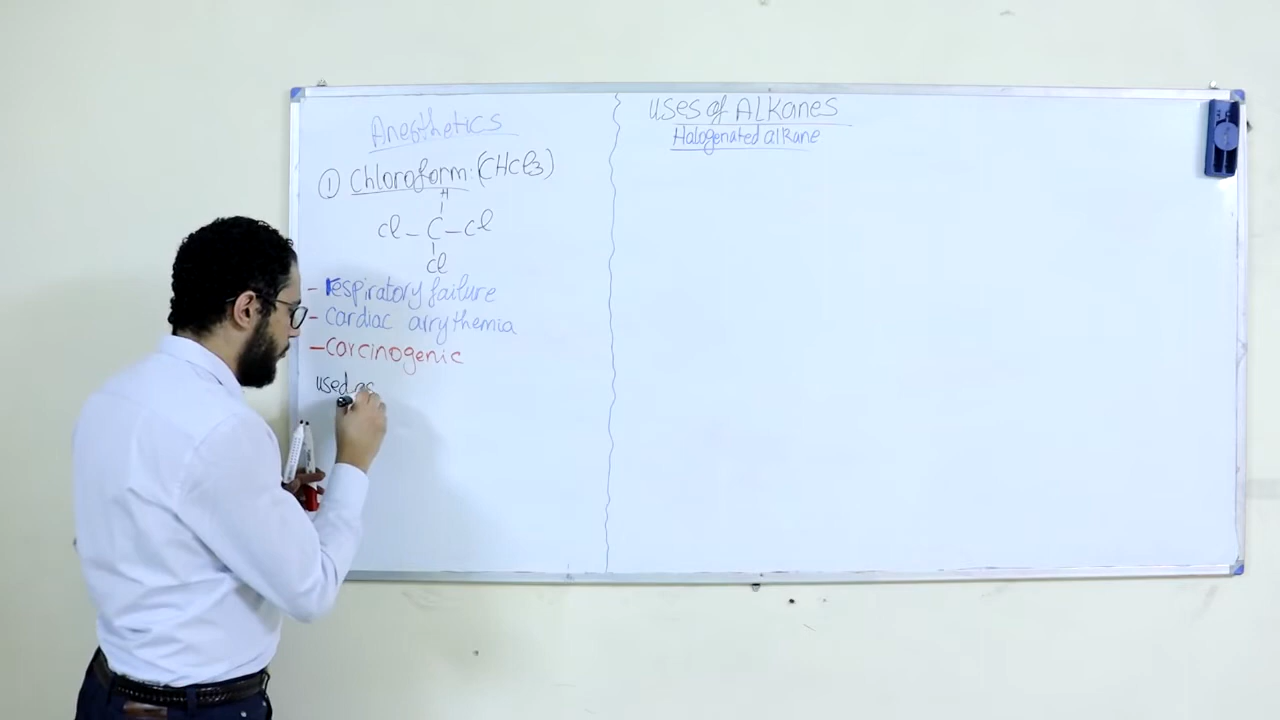 Anesthetics
① Chloroform: (CHCl3)
H
Cl – C – Cl
Cl
- respiratory failure
- Cardiac arrythemia
- Carcinogenic
used as
Uses of Alkanes
Halogenated alkane